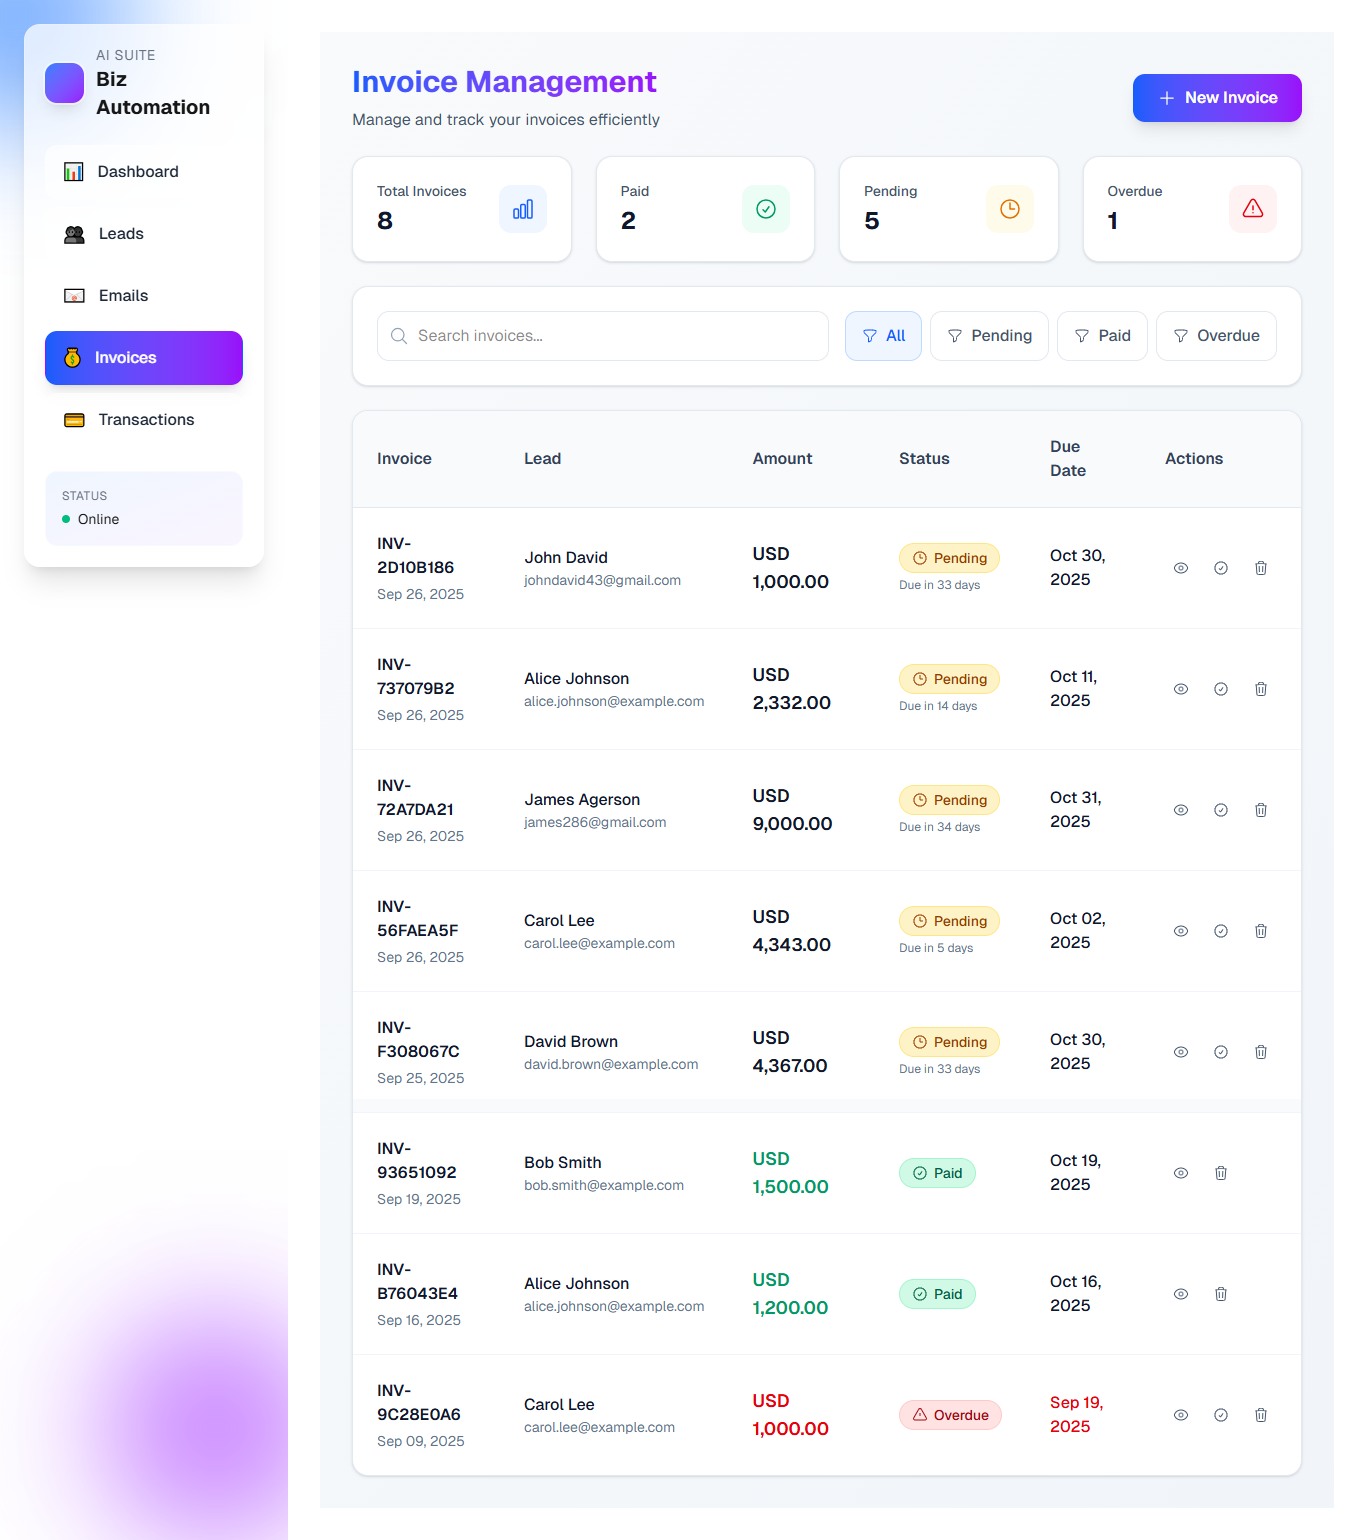 AI SUITE
Biz
Automation
Dashboard
Leads
Emails
Invoices
Transactions
STATUS
Online
Invoice Management
Manage and track your invoices efficiently
New Invoice
Total Invoices
8
Paid
2
Pending
5
Overdue
1
Search invoices...
All
Pending
Paid
Overdue
Invoice
Lead
Amount
Status
Due
Date
Actions
INV-
2D10B186
Sep 26, 2025
John David
johndavid43@gmail.com
USD
1,000.00
Pending
Due in 33 days
Oct 30,
2025
INV-
737079B2
Sep 26, 2025
Alice Johnson
alice.johnson@example.com
USD
2,332.00
Pending
Due in 14 days
Oct 11,
2025
INV-
72A7DA21
Sep 26, 2025
James Agerson
james286@gmail.com
USD
9,000.00
Pending
Due in 34 days
Oct 31,
2025
INV-
56FAEA5F
Sep 26, 2025
Carol Lee
carol.lee@example.com
USD
4,343.00
Pending
Due in 5 days
Oct 02,
2025
INV-
F308067C
Sep 25, 2025
David Brown
david.brown@example.com
USD
4,367.00
Pending
Due in 33 days
Oct 30,
2025
INV-
93651092
Sep 19, 2025
Bob Smith
bob.smith@example.com
USD
1,500.00
Paid
Oct 19,
2025
INV-
B76043E4
Sep 16, 2025
Alice Johnson
alice.johnson@example.com
USD
1,200.00
Paid
Oct 16,
2025
INV-
9C28E0A6
Sep 09, 2025
Carol Lee
carol.lee@example.com
USD
1,000.00
Overdue
Sep 19,
2025